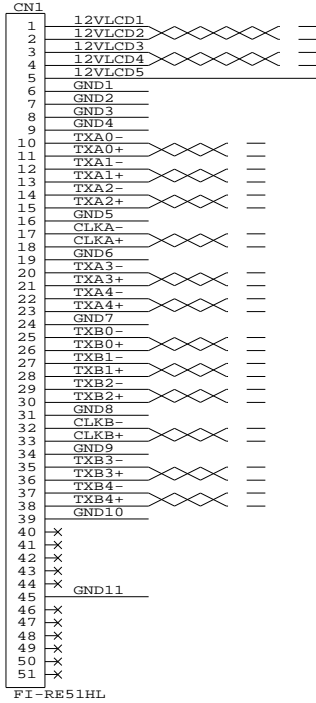 CN1
1 12VLCD1
2 12VLCD2
3 12VLCD3
4 12VLCD4
5 12VLCD5
6 GND1
7 GND2
8 GND3
9 GND4
10 TXA0-
11 TXA0+
12 TXA1-
13 TXA1+
14 TXA2-
15 TXA2+
16 GND5
17 CLKA-
18 CLKA+
19 GND6
20 TXA3-
21 TXA3+
22 TXA4-
23 TXA4+
24 GND7
25 TXB0-
26 TXB0+
27 TXB1-
28 TXB1+
29 TXB2-
30 TXB2+
31 GND8
32 CLKB-
33 CLKB+
34 GND9
35 TXB3-
36 TXB3+
37 TXB4-
38 TXB4+
39 GND10
40
41
42
43
44
45 GND11
46
47
48
49
50
51
FI-RE51HL